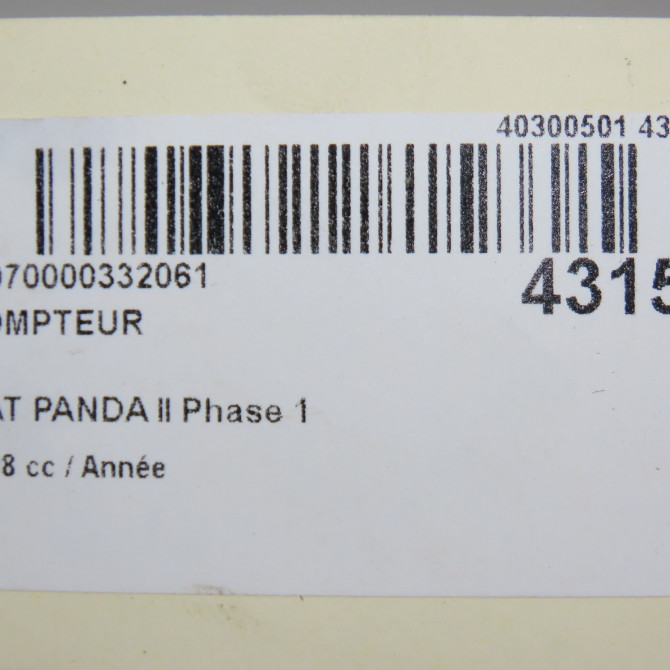 40300501 43
070000332061
4315
OMPTEUR
AT PANDA II Phase 1
8 cc / Année